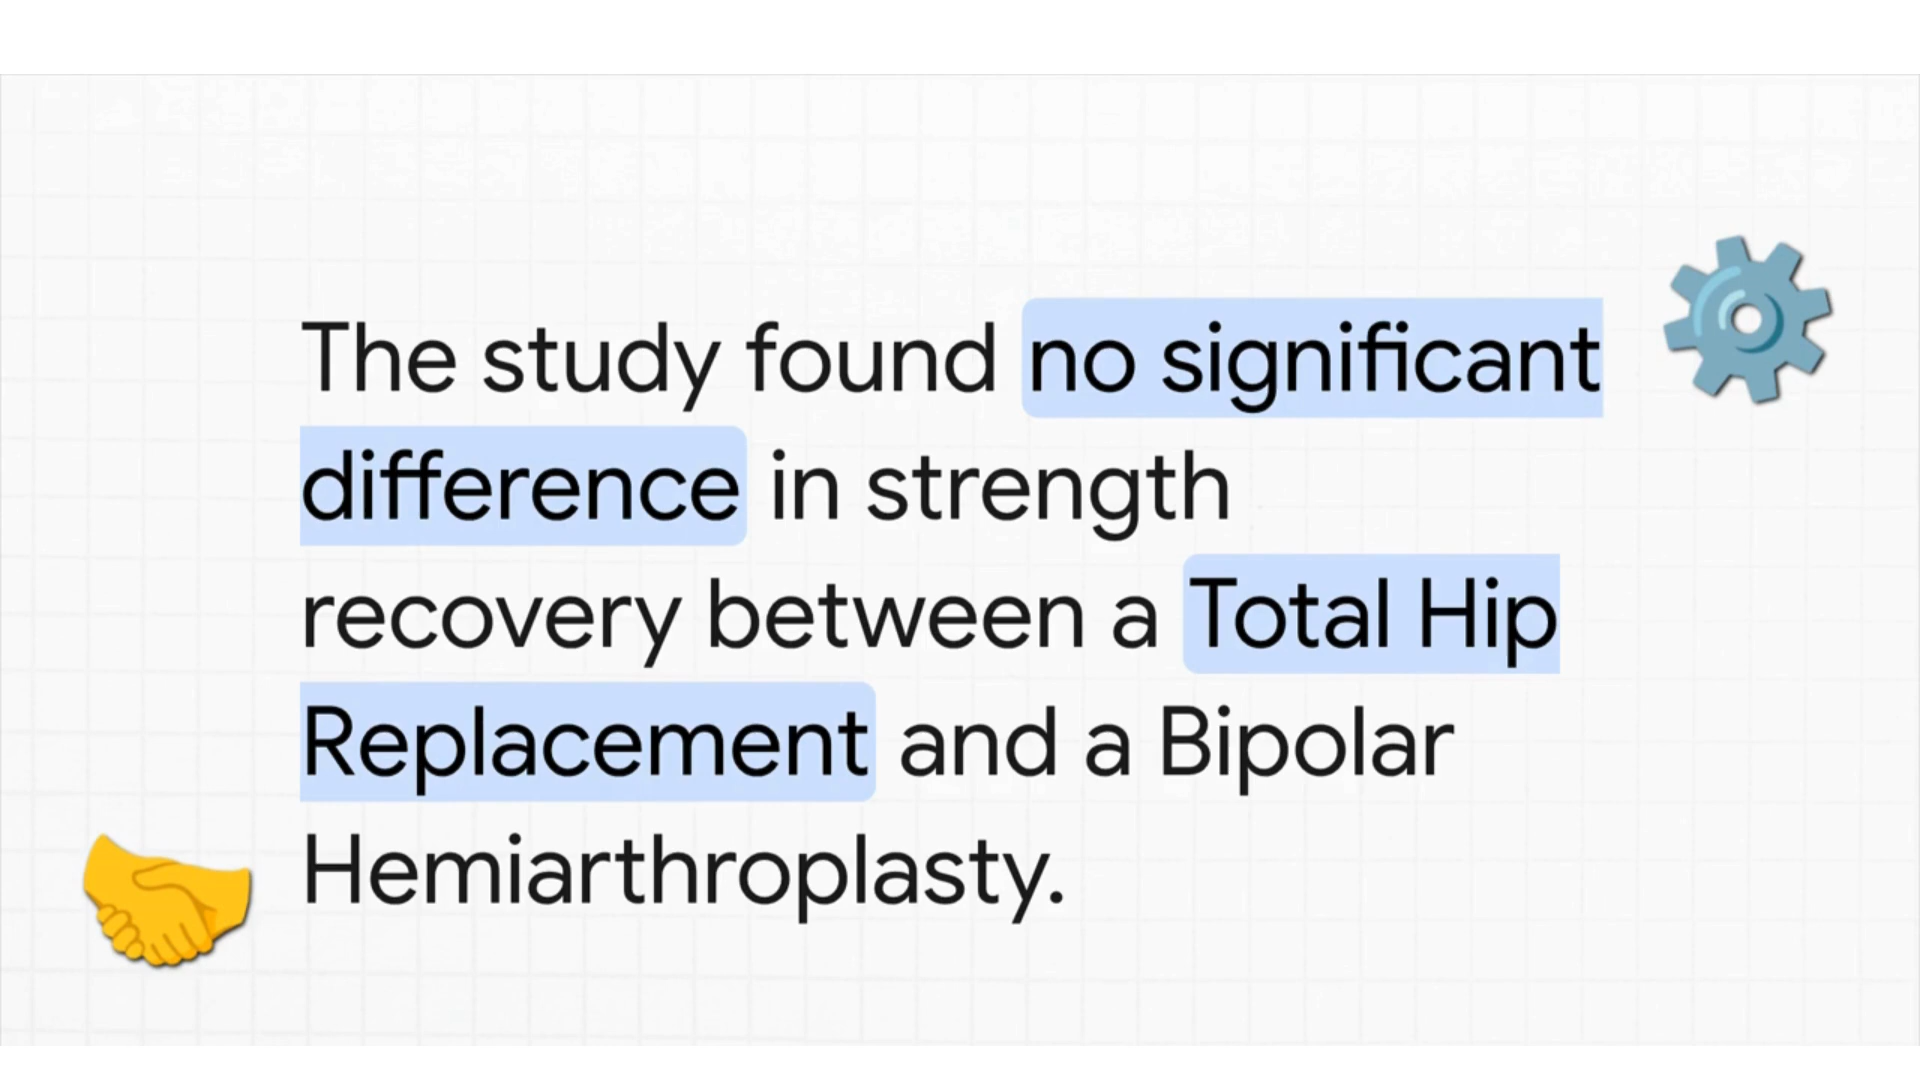 The study found no significant
difference in strength
recovery between a Total Hip
Replacement and a Bipolar
Hemiarthroplasty.